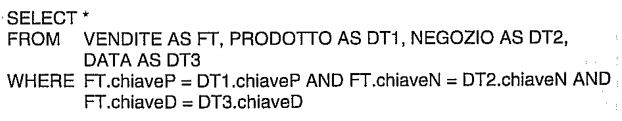 SELECT *
FROM VENDITE AS FT, PRODOTTO AS DT1, NEGOZIO AS DT2,
DATA AS DT3
WHERE FT.chiaveP = DT1.chiaveP AND FT.chiaveN = DT2.chiaveN AND
FT.chiaveD = DT3.chiaveD